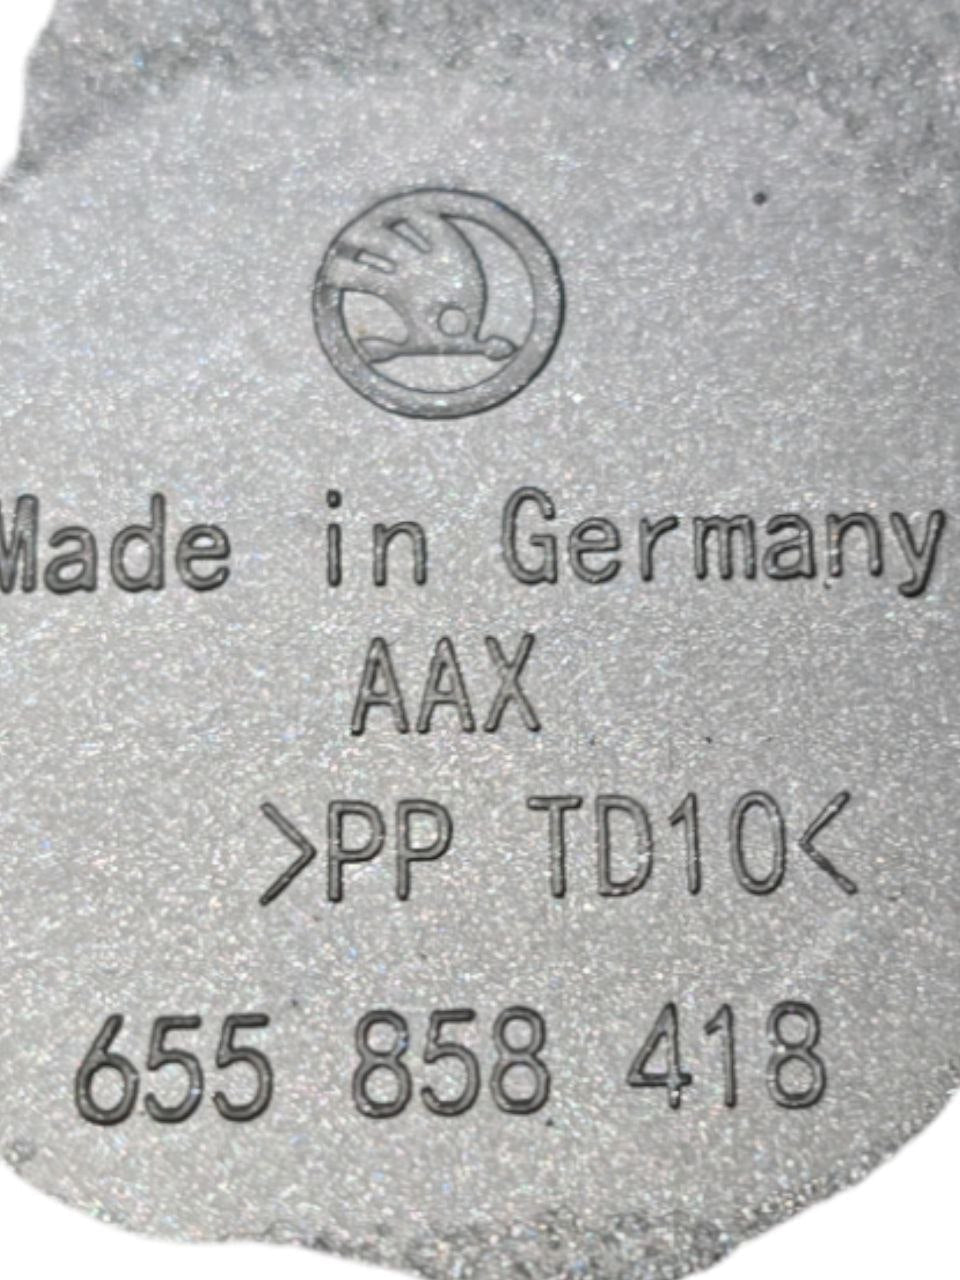 Made in Germany
AAX
>PP TD10<
655 858 418